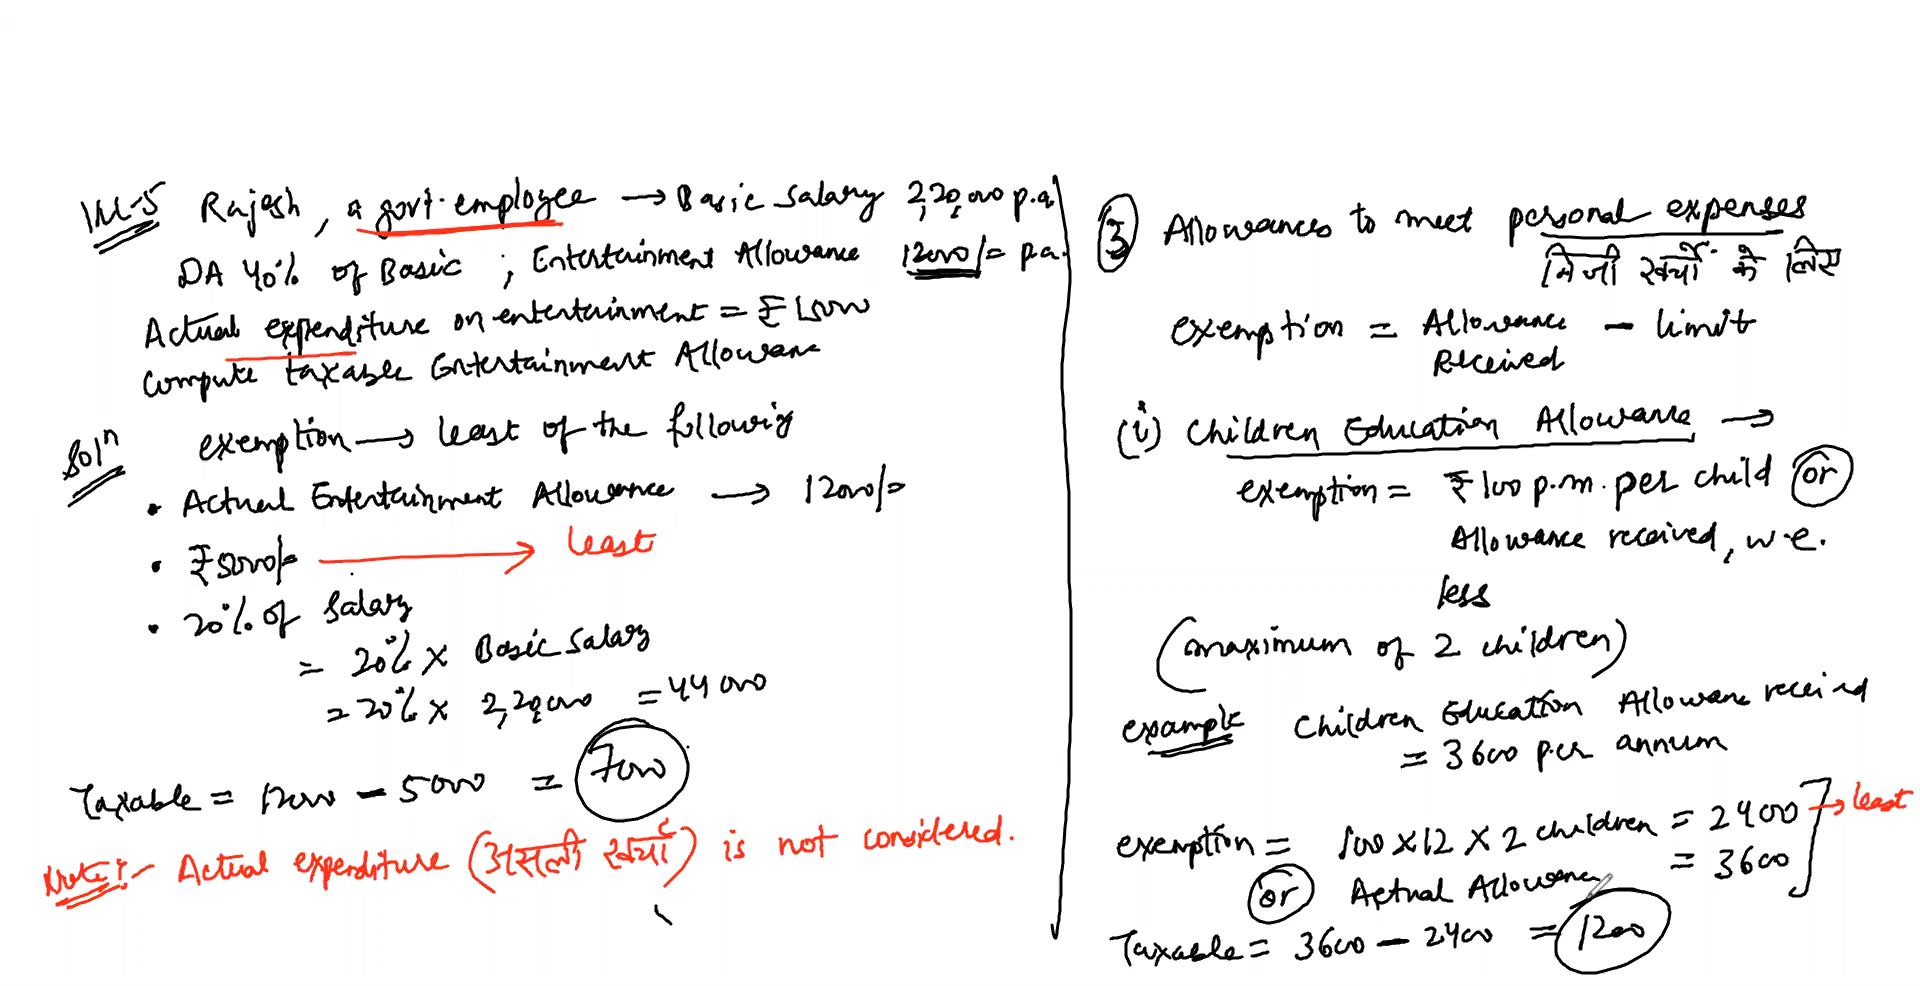 Ill-5 Rajesh, a govt. employee → Basic Salary 2,20,000 p.a
DA 40% of Basic ; Entertainment Allowance 12000/= p.a.
Actual expenditure on entertainment = ₹
Compute taxable Entertainment Allowance
Solⁿ exemption → least of the following
• Actual Entertainment Allowance → 12000/=
• ₹5000/- → least
• 20% of Salary
= 20% × Basic Salary
= 20% × 2,20,000 = 44000
Taxable = 12000 - 5000 = 7000
Note:- Actual expenditure (असली खर्चा) is not considered.
3 Allowances to meet personal expenses
निजी खर्चों के लिए
exemption = Allowance - limit
Received
(i) Children Education Allowance →
exemption = ₹100 p.m. per child or
Allowance received, w.e.
less
(maximum of 2 children)
example Children Education Allowance received
= 3600 per annum
exemption = 100 × 12 × 2 children = 2400 → least
or Actual Allowance = 3600
Taxable = 3600 - 2400 = 1200